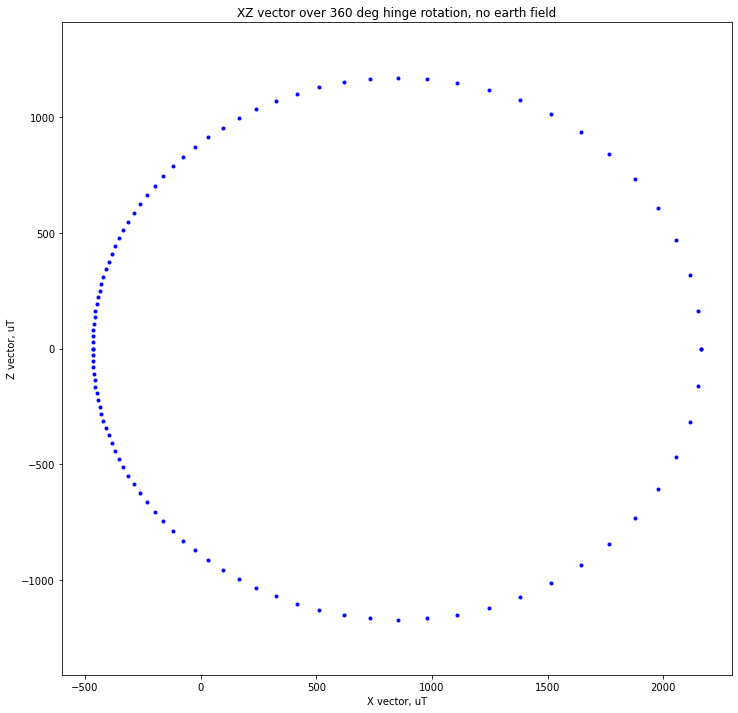 XZ vector over 360 deg hinge rotation, no earth field
1000
500
0
−500
−1000
Z vector, uT
−500 0 500 1000 1500 2000
X vector, uT